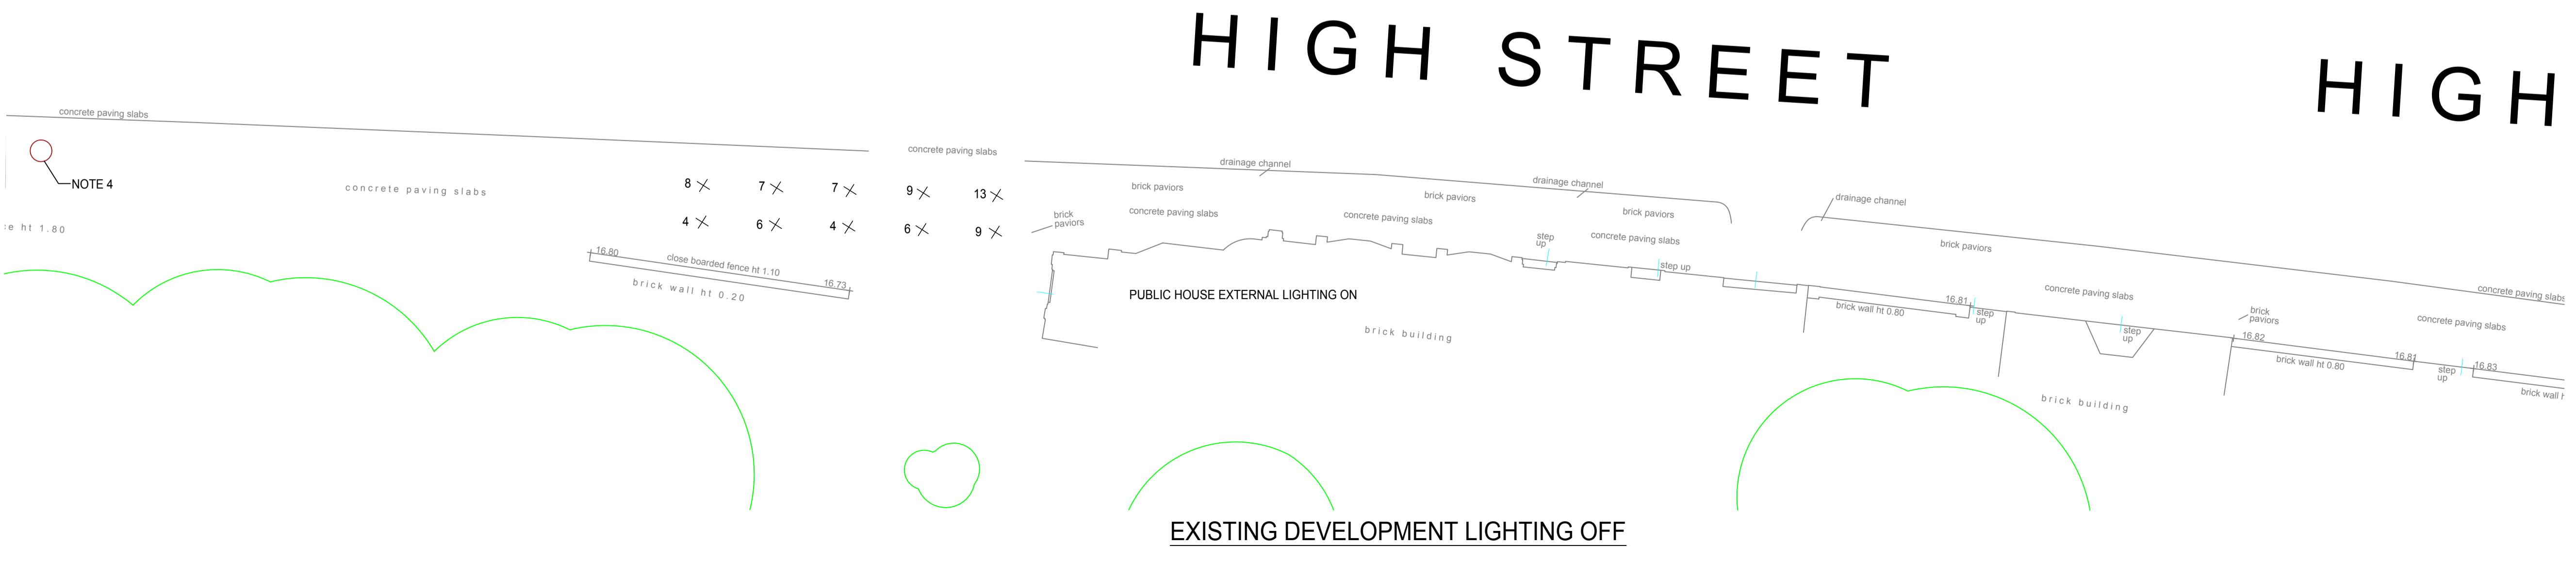 HIGH STREET
HIGH
concrete paving slabs
NOTE 4
concrete paving slabs
ce ht 1.80
8
7
7
9
13
4
6
4
6
9
concrete paving slabs
16.80
close boarded fence ht 1.10
16.73
brick wall ht 0.20
brick
paviors
brick paviors
drainage channel
concrete paving slabs
concrete paving slabs
brick paviors
drainage channel
brick paviors
concrete paving slabs
step
up
step up
PUBLIC HOUSE EXTERNAL LIGHTING ON
brick building
drainage channel
brick paviors
brick wall ht 0.80
16.81
step
up
concrete paving slabs
step
up
brick building
brick
paviors
16.82
brick wall ht 0.80
16.81
step
up
16.83
concrete paving slabs
concrete paving slabs
brick wall h
EXISTING DEVELOPMENT LIGHTING OFF